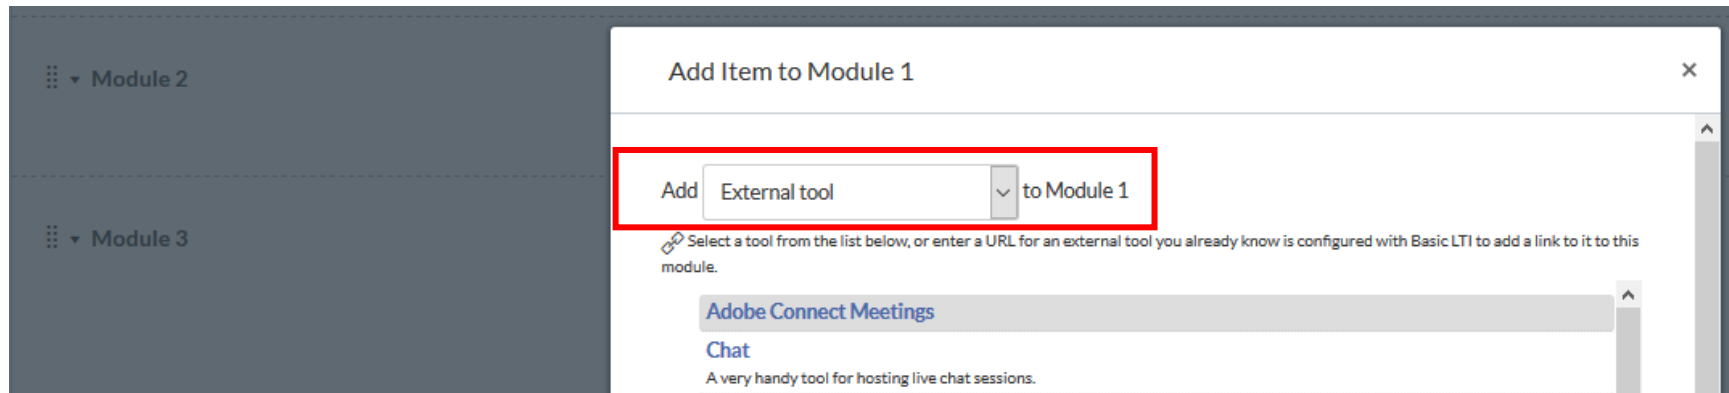 Module 2
Module 3
Add Item to Module 1
×
Add External tool to Module 1
Select a tool from the list below, or enter a URL for an external tool you already know is configured with Basic LTI to add a link to it to this
module.
Adobe Connect Meetings
Chat
A very handy tool for hosting live chat sessions.